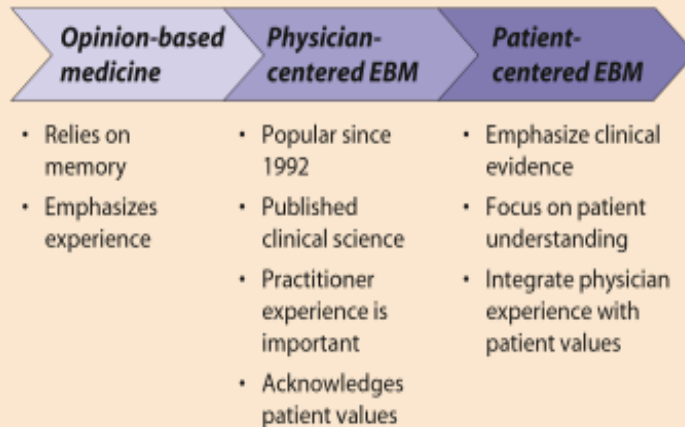 Opinion-based
medicine
Physician-
centered EBM
Patient-
centered EBM
• Relies on
memory
• Emphasizes
experience
• Popular since
1992
• Published
clinical science
• Practitioner
experience is
important
• Acknowledges
patient values
• Emphasize clinical
evidence
• Focus on patient
understanding
• Integrate physician
experience with
patient values